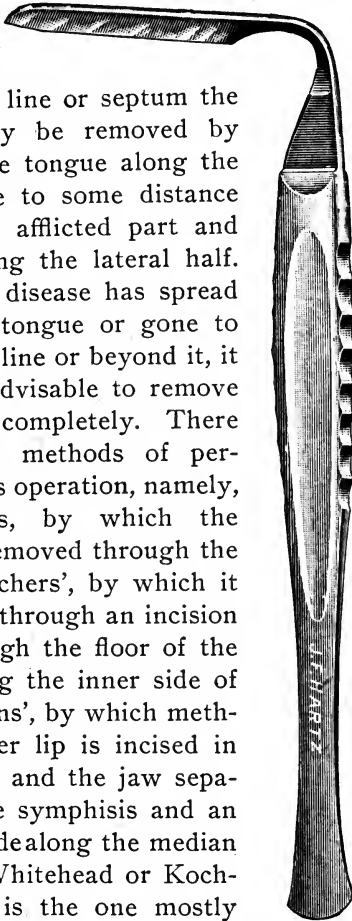 line or septum the
y be removed by
e tongue along the
e to some distance
afflicted part and
ng the lateral half.
disease has spread
tongue or gone to
line or beyond it, it
dvisable to remove
completely. There
methods of per-
s operation, namely,
s, by which the
emoved through the
chers', by which it
through an incision
gh the floor of the
g the inner side of
ns', by which meth-
er lip is incised in
and the jaw sepa-
e symphisis and an
de along the median
Whitehead or Koch-
is the one mostly
J.F. HARTZ